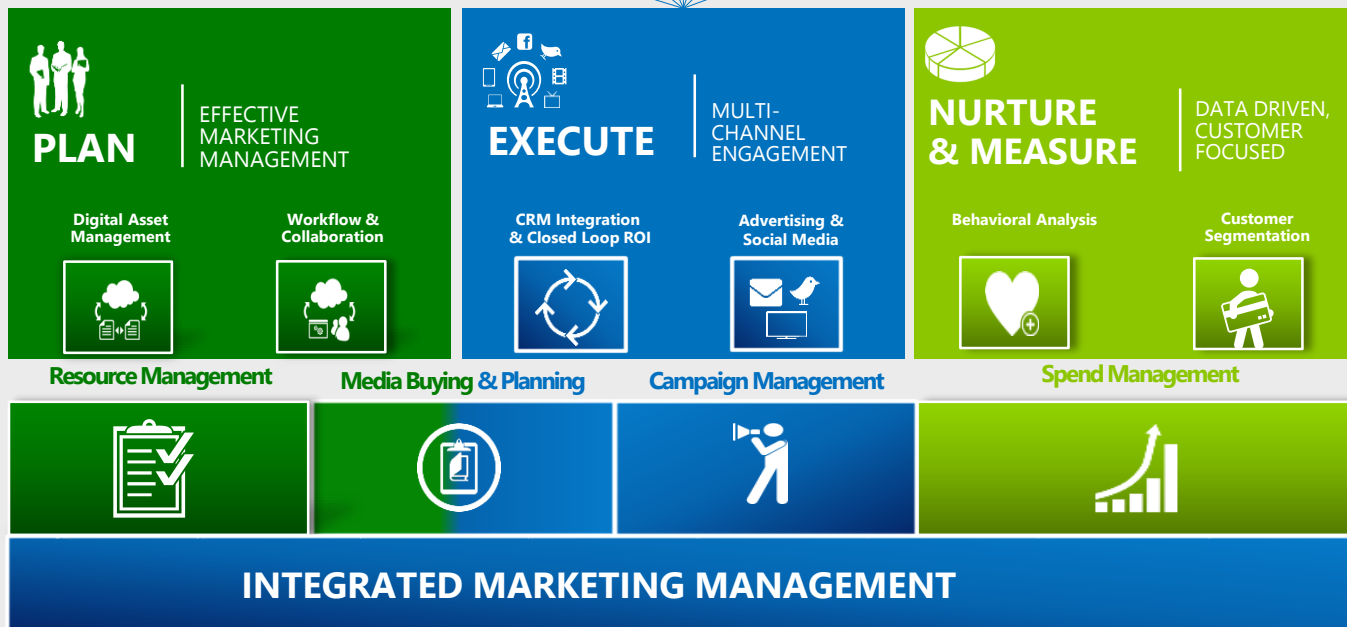 PLAN
EFFECTIVE
MARKETING
MANAGEMENT
Digital Asset
Management
Workflow &
Collaboration
EXECUTE
MULTI-
CHANNEL
ENGAGEMENT
CRM Integration
& Closed Loop ROI
Advertising &
Social Media
NURTURE
& MEASURE
DATA DRIVEN,
CUSTOMER
FOCUSED
Behavioral Analysis
Customer
Segmentation
Resource Management
Media Buying & Planning
Campaign Management
Spend Management
INTEGRATED MARKETING MANAGEMENT